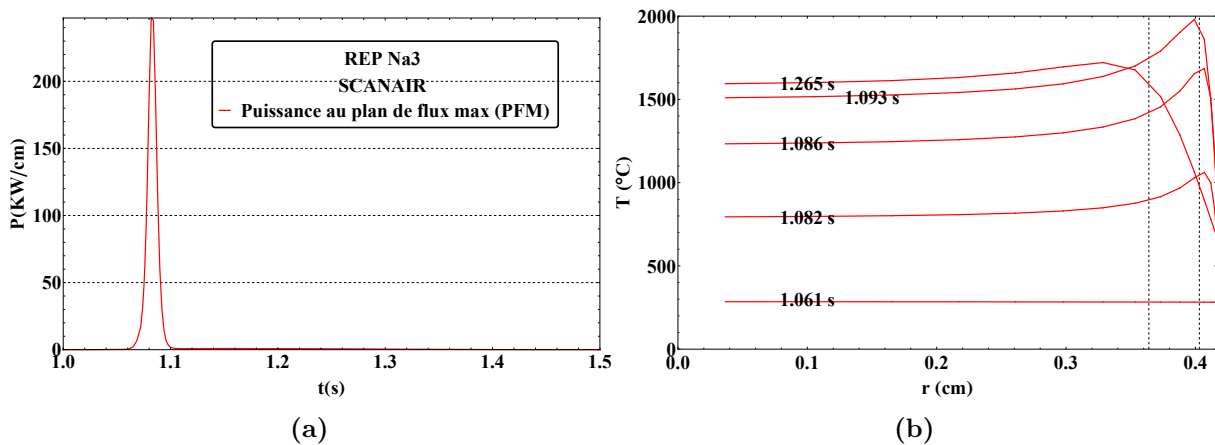 REP Na3
SCANAIR
Puissance au plan de flux max (PFM)
P(KW/cm)
200
150
100
50
0
1.0
1.1
1.2
1.3
1.4
1.5
t(s)
(a)
T (°C)
2000
1500
1000
500
0
1.265 s
1.093 s
1.086 s
1.082 s
1.061 s
0.0
0.1
0.2
0.3
0.4
r (cm)
(b)